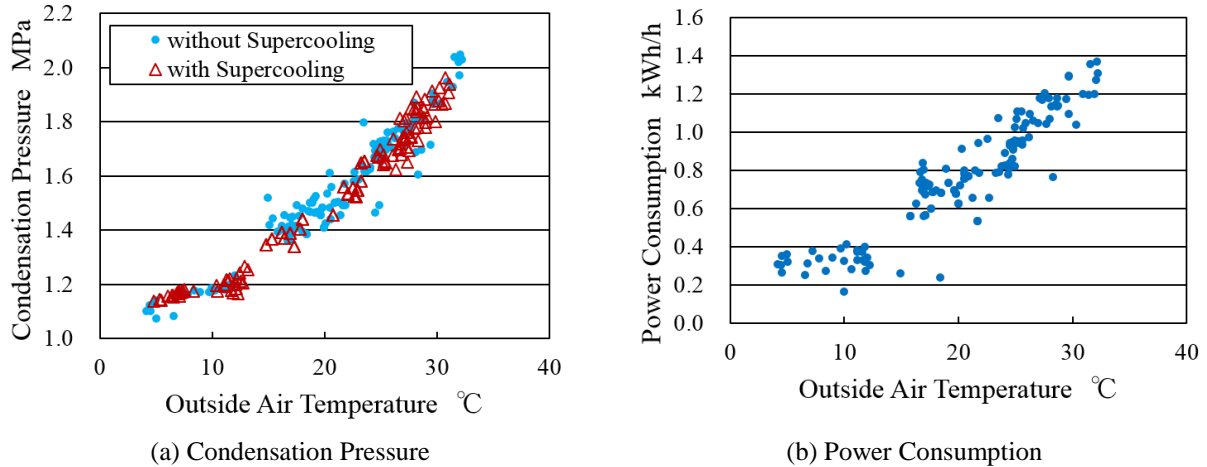 2.2
2.0
1.8
1.6
1.4
1.2
1.0
Condensation Pressure MPa
without Supercooling
with Supercooling
0 10 20 30 40
Outside Air Temperature ℃
(a) Condensation Pressure
1.6
1.4
1.2
1.0
0.8
0.6
0.4
0.2
0.0
Power Consumption kWh/h
0 10 20 30 40
Outside Air Temperature ℃
(b) Power Consumption